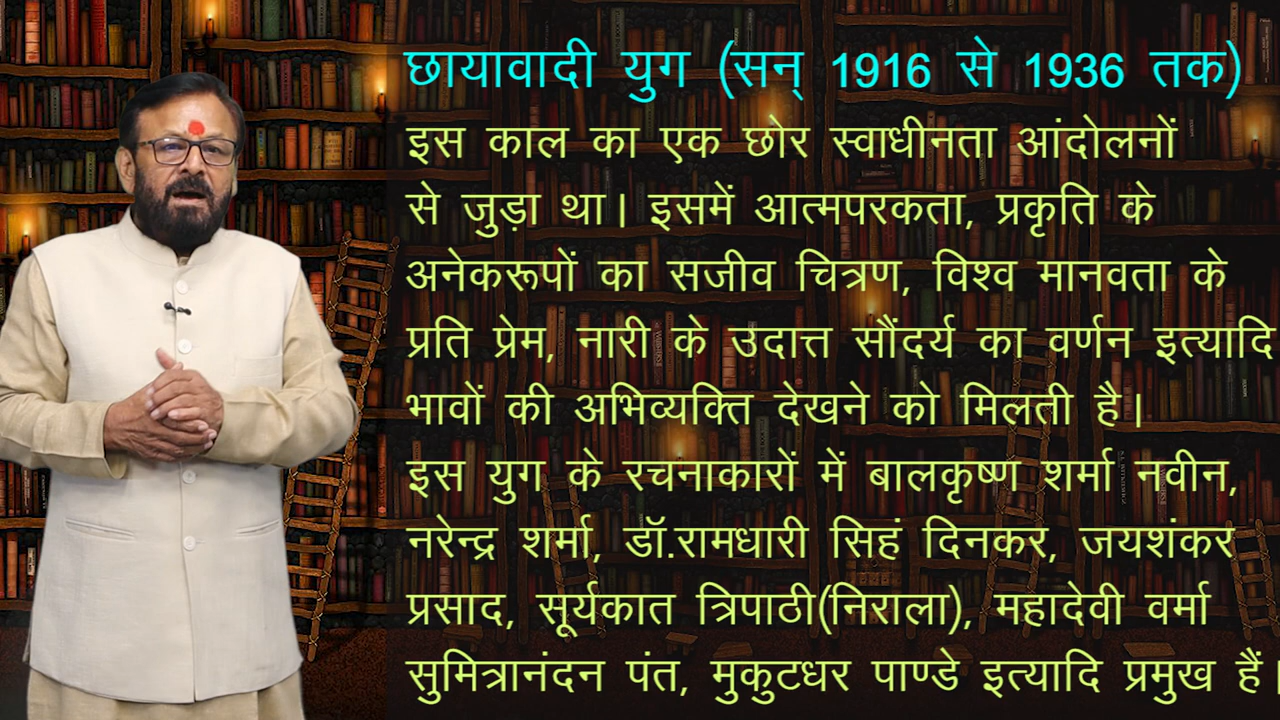 छायावादी युग (सन् 1916 से 1936 तक)
इस काल का एक छोर स्वाधीनता आंदोलनों
से जुड़ा था। इसमें आत्मपरकता, प्रकृति के
अनेकरूपों का सजीव चित्रण, विश्व मानवता के
प्रति प्रेम, नारी के उदात्त सौंदर्य का वर्णन इत्यादि
भावों की अभिव्यक्ति देखने को मिलती है।
इस युग के रचनाकारों में बालकृष्ण शर्मा नवीन,
नरेन्द्र शर्मा, डॉ.रामधारी सिहं दिनकर, जयशंकर
प्रसाद, सूर्यकात त्रिपाठी(निराला), महादेवी वर्मा
सुमित्रानंदन पंत, मुकुटधर पाण्डे इत्यादि प्रमुख हैं।